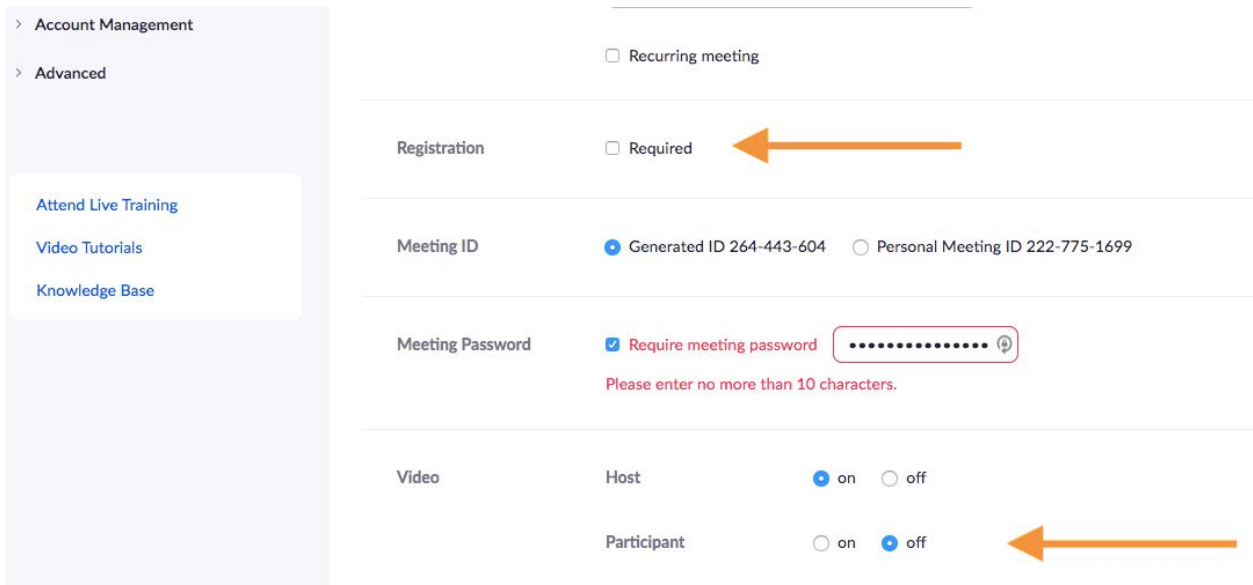 Account Management
Advanced
Attend Live Training
Video Tutorials
Knowledge Base
Recurring meeting
Registration Required
Meeting ID Generated ID 264-443-604 Personal Meeting ID 222-775-1699
Meeting Password Require meeting password •••••••••••••••
Please enter no more than 10 characters.
Video Host on off
Participant on off